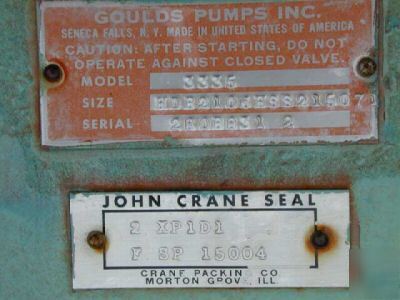 GOULDS PUMPS INC.
SENECA FALLS, N. Y. MADE IN UNITED STATES OF AMERICA
CAUTION: AFTER STARTING, DO NOT
OPERATE AGAINST CLOSED VALVE.
MODEL 3335
SIZE
SERIAL
JOHN CRANE SEAL
2 XP1D1
F SP 15004
CRANE PACKIN CO
MORTON GROVE ILL